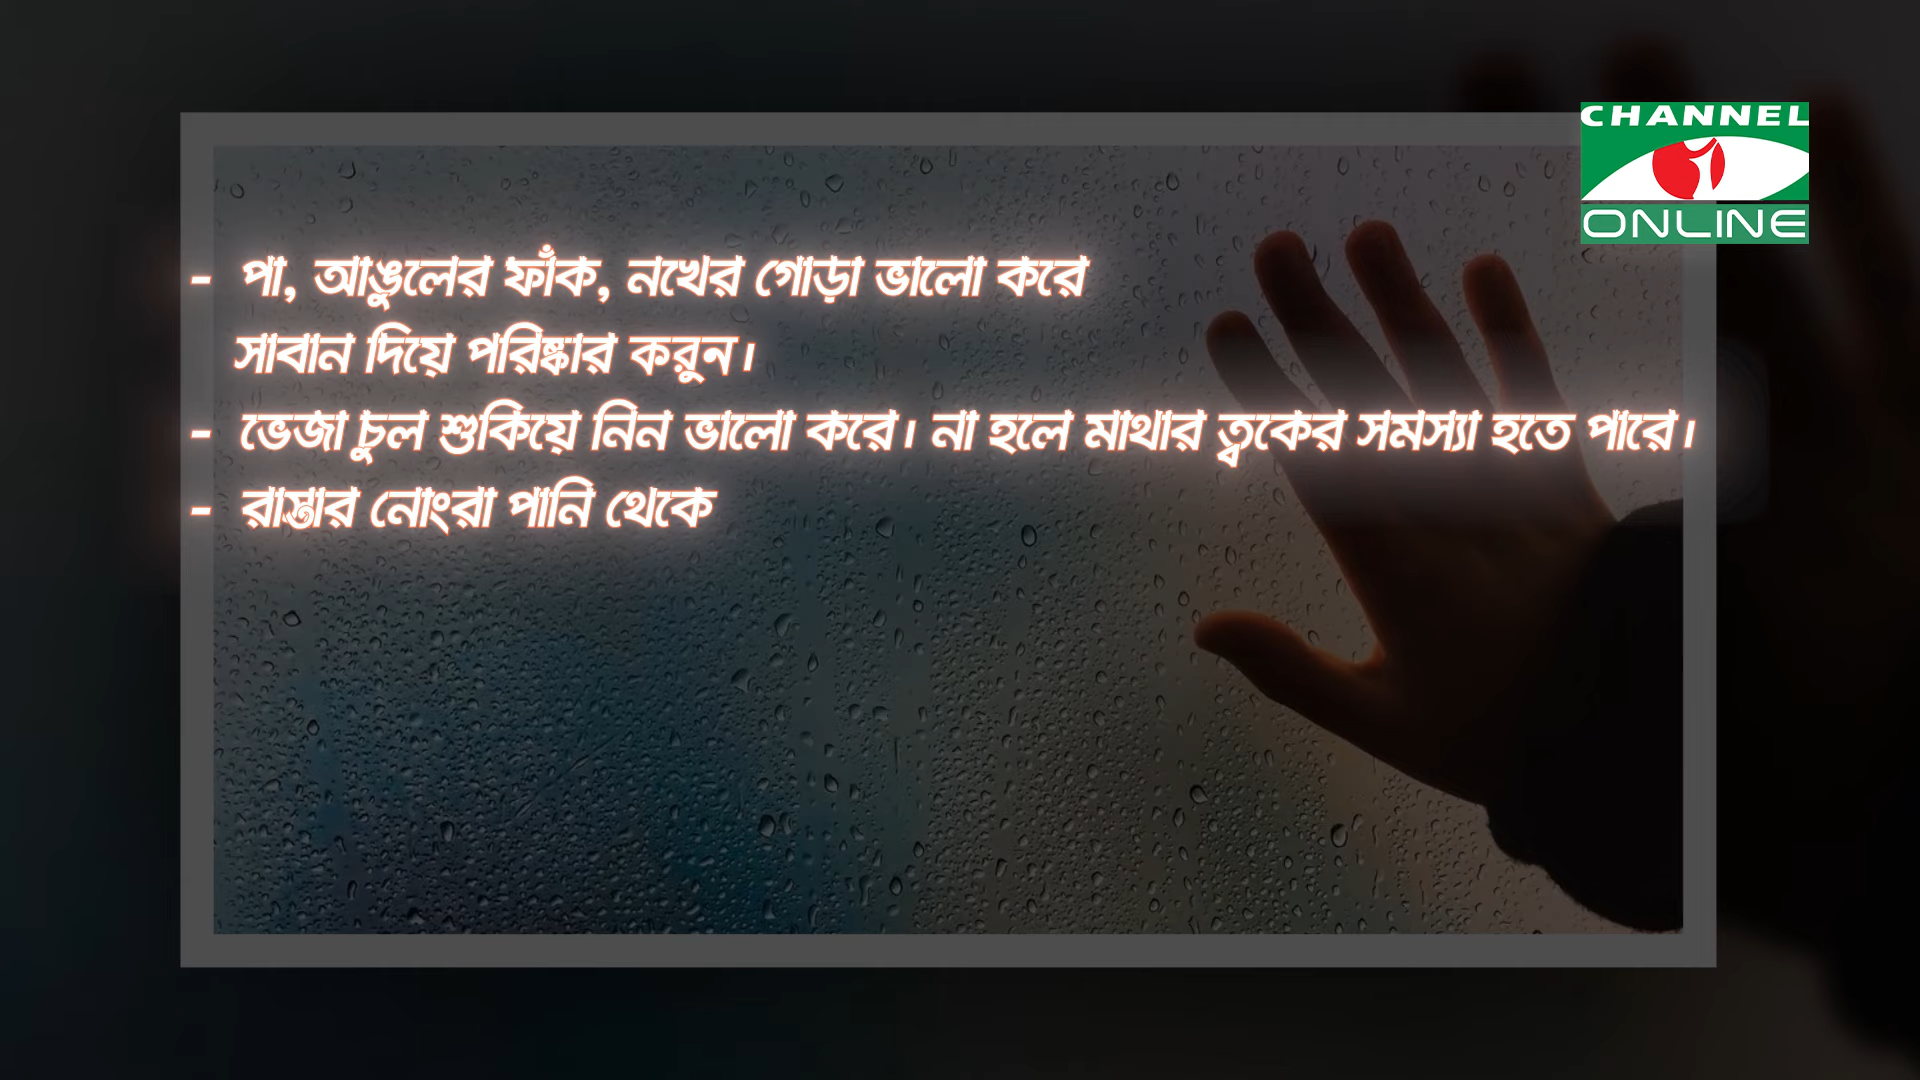 CHANNEL
ONLINE
- পা, আঙুলের ফাঁক, নখের গোড়া ভালো করে
সাবান দিয়ে পরিষ্কার করুন।
- ভেজা চুল শুকিয়ে নিন ভালো করে। না হলে মাথার ত্বকের সমস্যা হতে পারে।
- রাস্তার নোংরা পানি থেকে